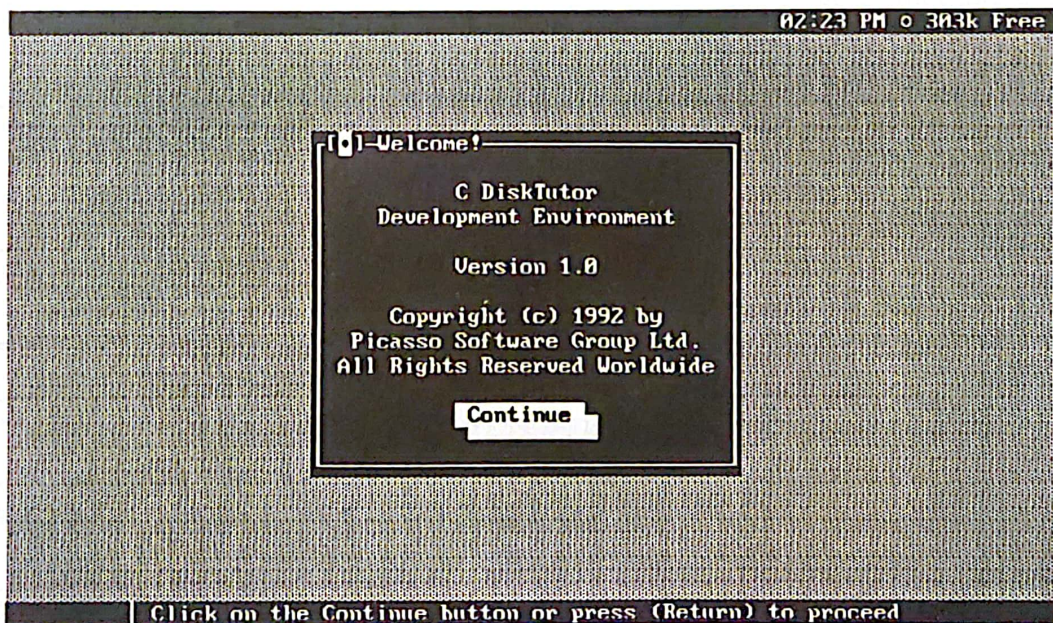 02:23 PM o 303k Free
[•]-Welcome!
C DiskTutor
Development Environment
Version 1.0
Copyright (c) 1992 by
Picasso Software Group Ltd.
All Rights Reserved Worldwide
Continue
Click on the Continue button or press (Return) to proceed